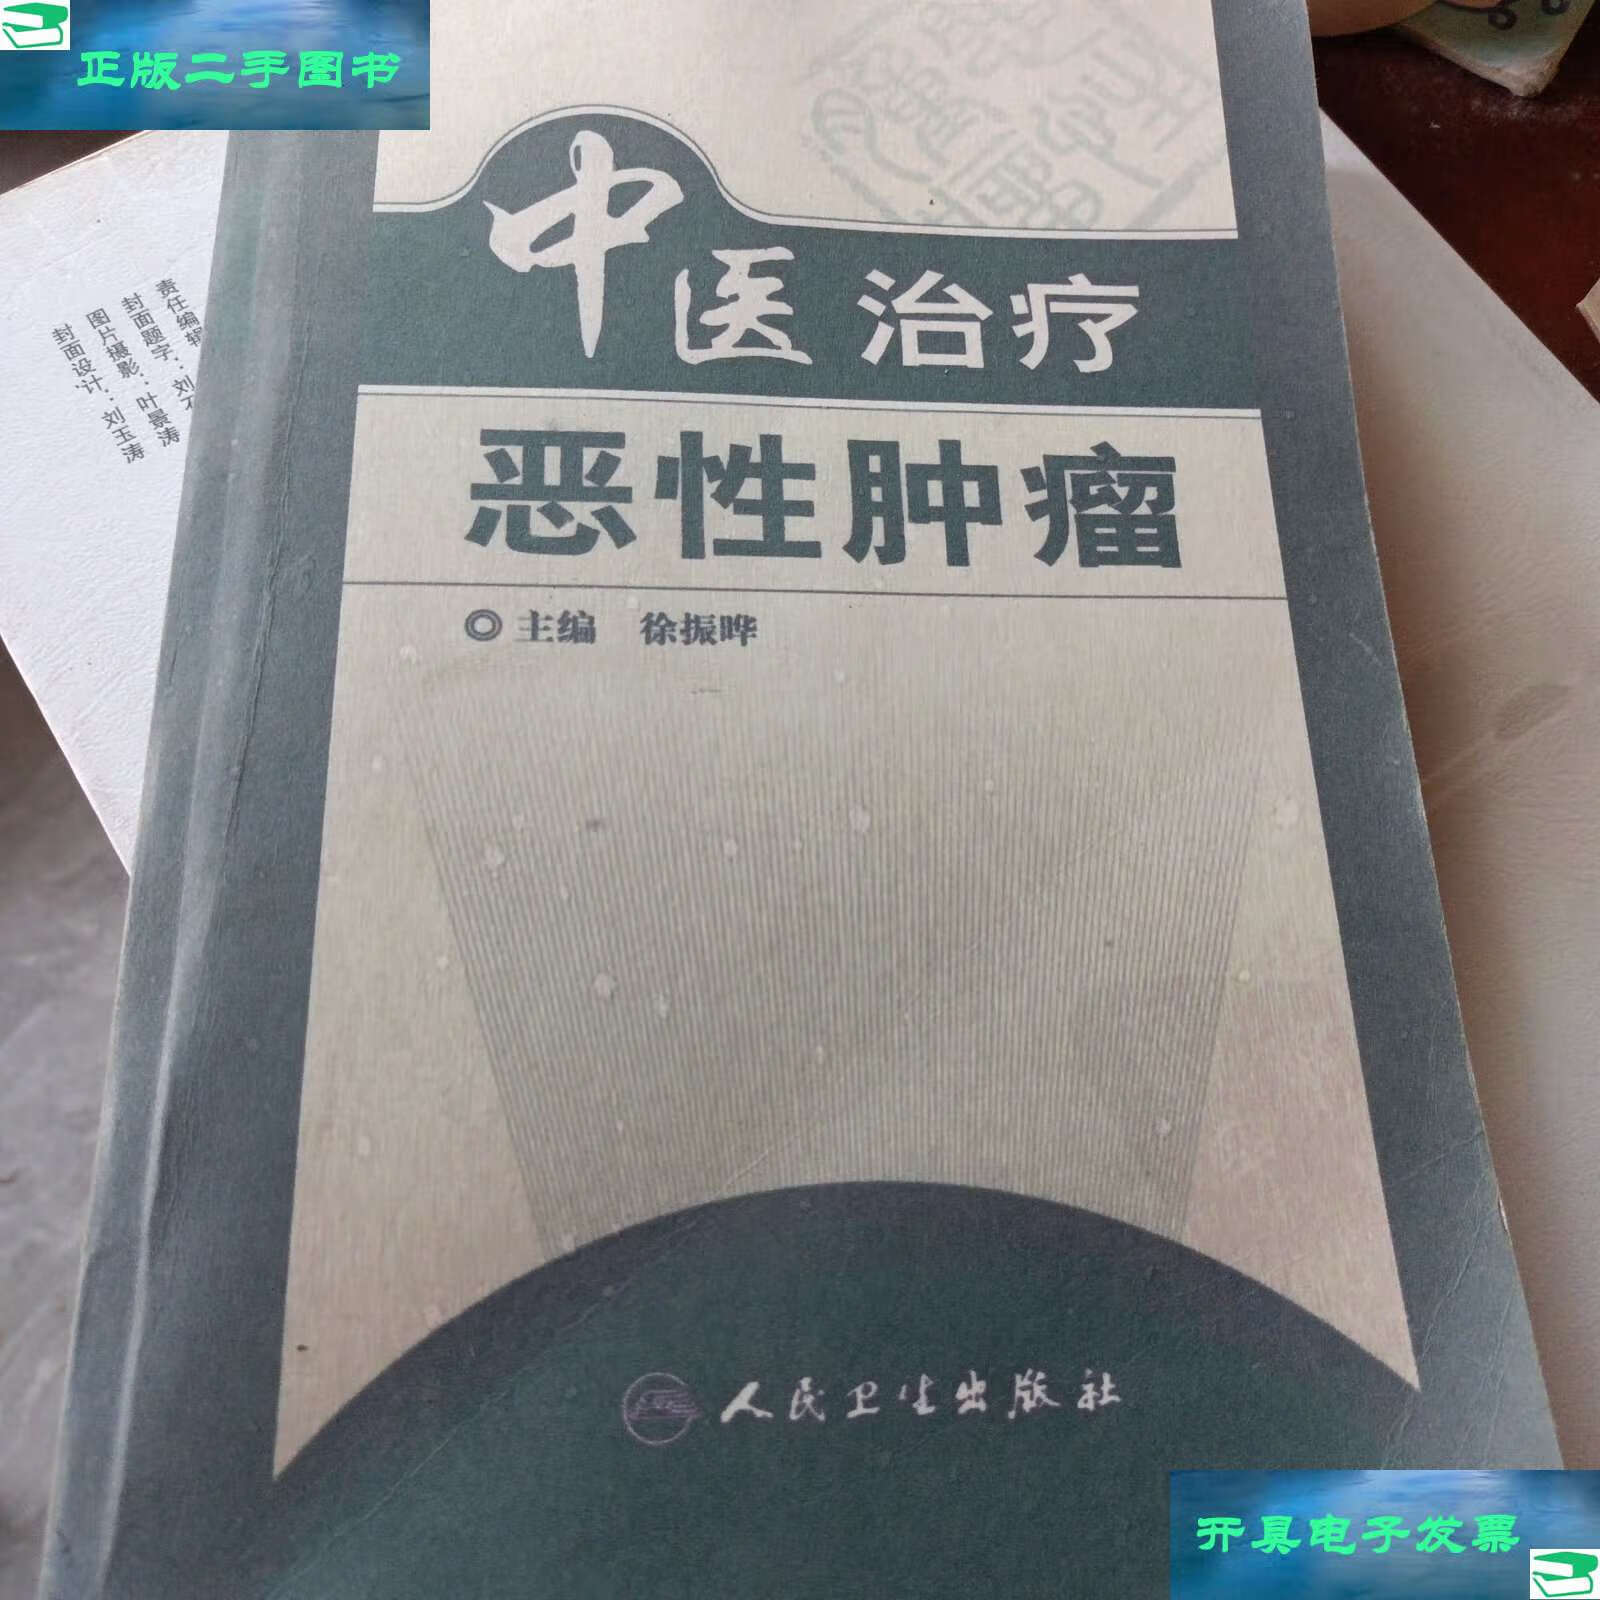 正版二手图书
中医治疗
恶性肿瘤
◎主编 徐振晔
人民卫生出版社
责任编辑
封面题字：刘
图片摄影：叶景涛
封面设计：刘玉涛
开具电子发票